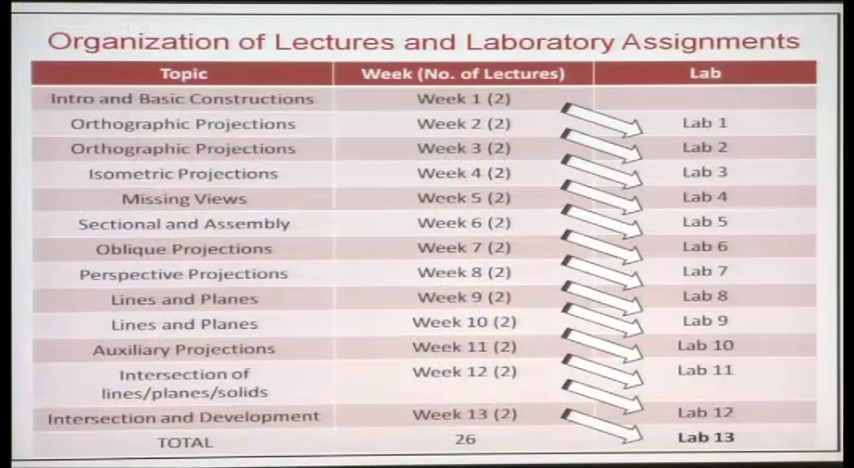 Organization of Lectures and Laboratory Assignments
Topic Week (No. of Lectures) Lab
Intro and Basic Constructions Week 1 (2)
Orthographic Projections Week 2 (2) Lab 1
Orthographic Projections Week 3 (2) Lab 2
Isometric Projections Week 4 (2) Lab 3
Missing Views Week 5 (2) Lab 4
Sectional and Assembly Week 6 (2) Lab 5
Oblique Projections Week 7 (2) Lab 6
Perspective Projections Week 8 (2) Lab 7
Lines and Planes Week 9 (2) Lab 8
Lines and Planes Week 10 (2) Lab 9
Auxiliary Projections Week 11 (2) Lab 10
Intersection of Week 12 (2) Lab 11
lines/planes/solids
Intersection and Development Week 13 (2) Lab 12
TOTAL 26 Lab 13